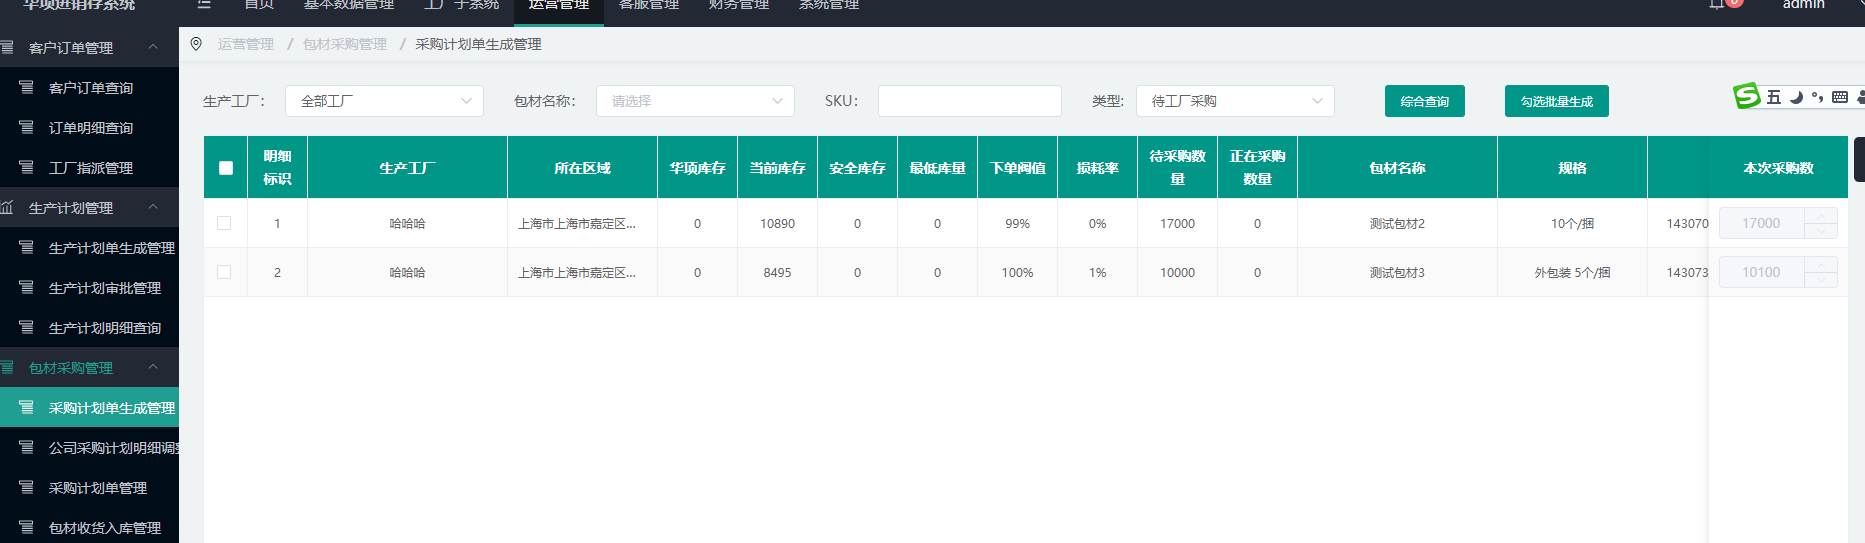 华项进销存系统
首页 基本数据管理 工厂子系统 运营管理 客服管理 财务管理 系统管理
admin
客户订单管理
客户订单查询
订单明细查询
工厂指派管理
生产计划管理
生产计划单生成管理
生产计划审批管理
生产计划明细查询
包材采购管理
采购计划单生成管理
公司采购计划明细调
采购计划单管理
包材收货入库管理
运营管理 / 包材采购管理 / 采购计划单生成管理
生产工厂： 全部工厂 包材名称： 请选择 SKU： 类型: 待工厂采购 综合查询 勾选批量生成
五
明细标识 生产工厂 所在区域 华项库存 当前库存 安全库存 最低库量 下单阀值 损耗率 待采购数量 正在采购数量 包材名称 规格 本次采购数
1 哈哈哈 上海市上海市嘉定区... 0 10890 0 0 99% 0% 17000 0 测试包材2 10个/捆 143070 17000
2 哈哈哈 上海市上海市嘉定区... 0 8495 0 0 100% 1% 10000 0 测试包材3 外包装 5个/捆 143073 10100